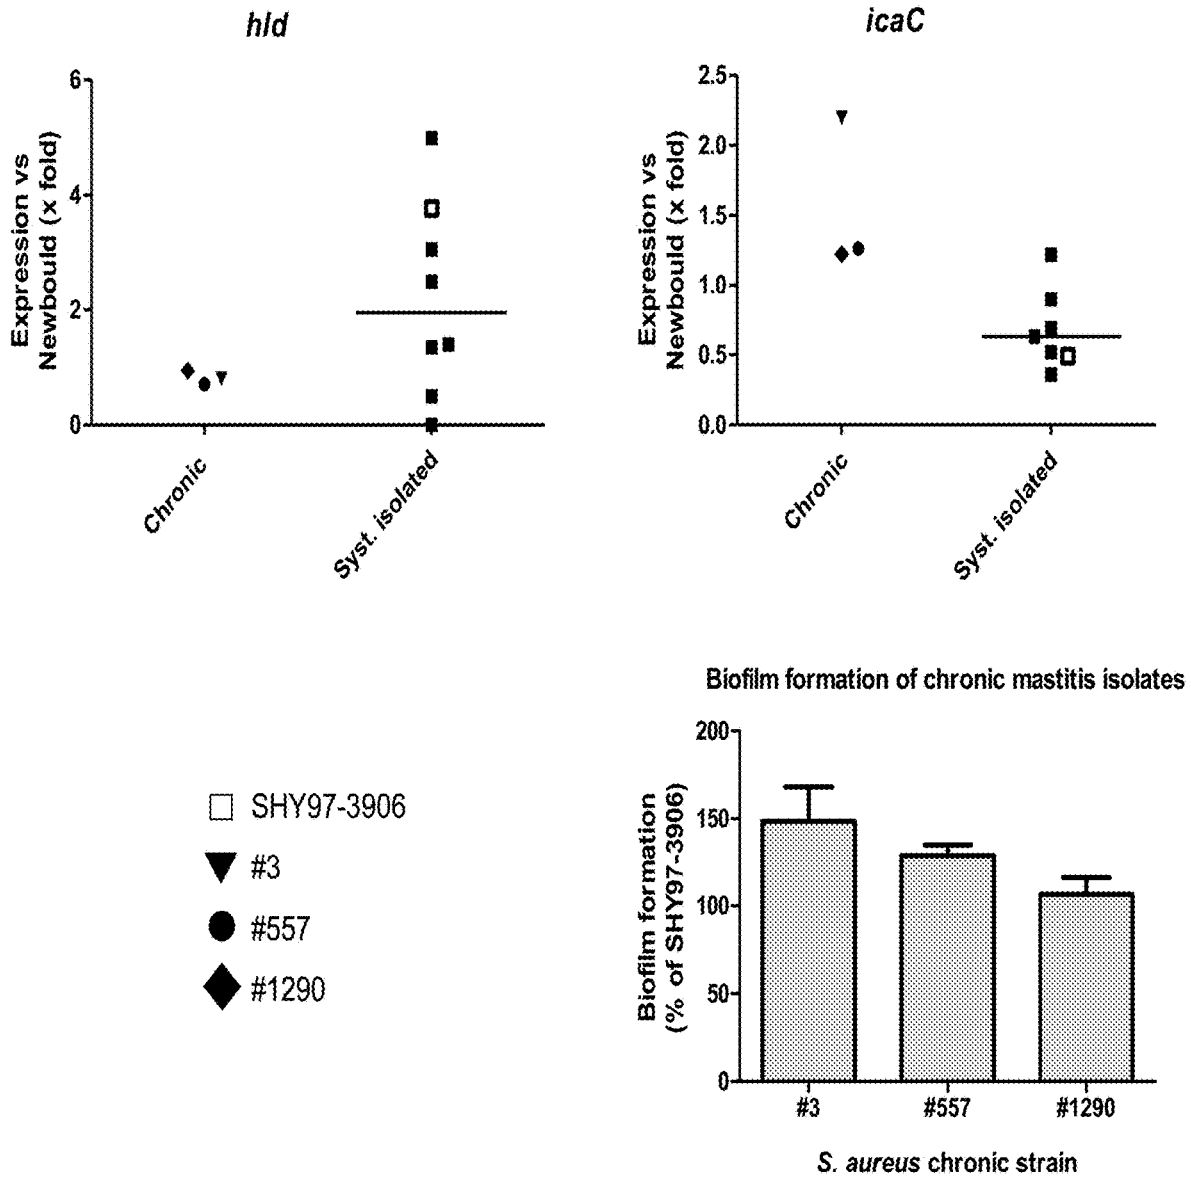 hld
6
4
2
0
Expression vs
Newbould (x fold)
Chronic
Syst. isolated
icaC
2.5
2.0
1.5
1.0
0.5
0.0
Expression vs
Newbould (x fold)
Chronic
Syst. isolated
SHY97-3906
#3
#557
#1290
Biofilm formation of chronic mastitis isolates
200
150
100
50
0
Biofilm formation
(% of SHY97-3906)
#3 #557 #1290
S. aureus chronic strain